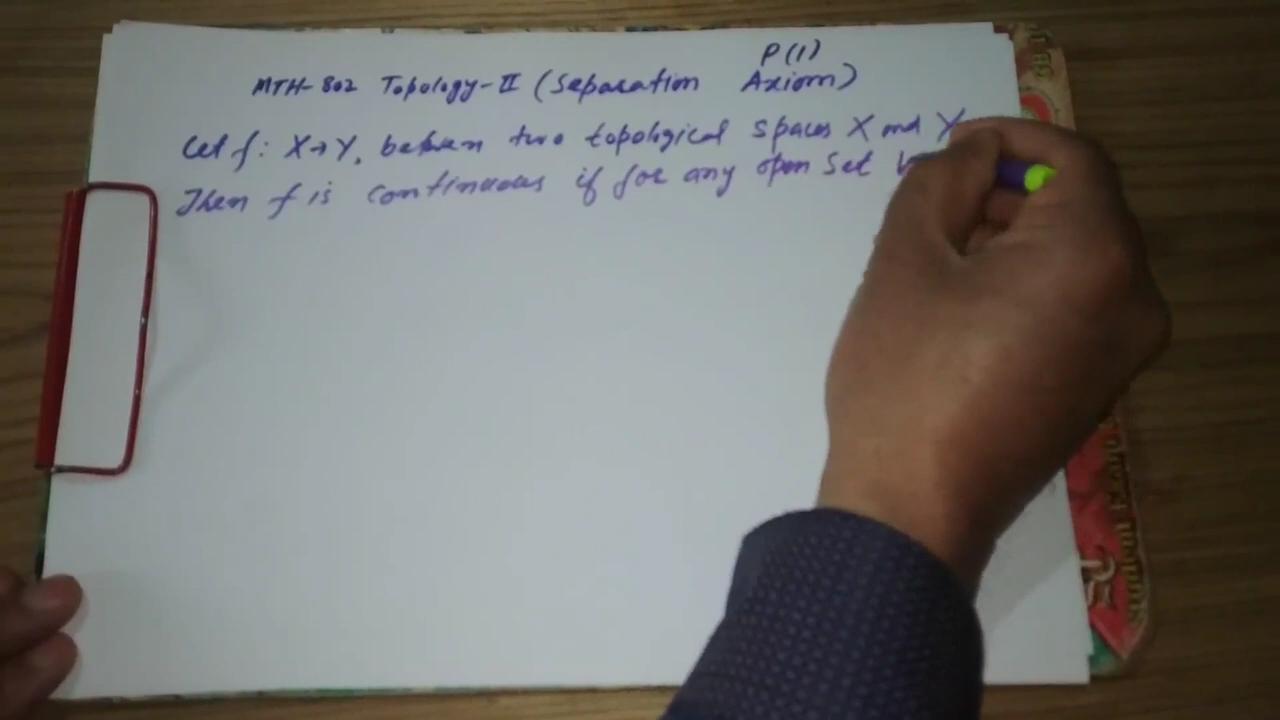 P(1)
MTH-802 Topology-II (Separation Axiom)
Let f: X→Y, between two topological spaces X and Y
Then f is continuous if for any open set